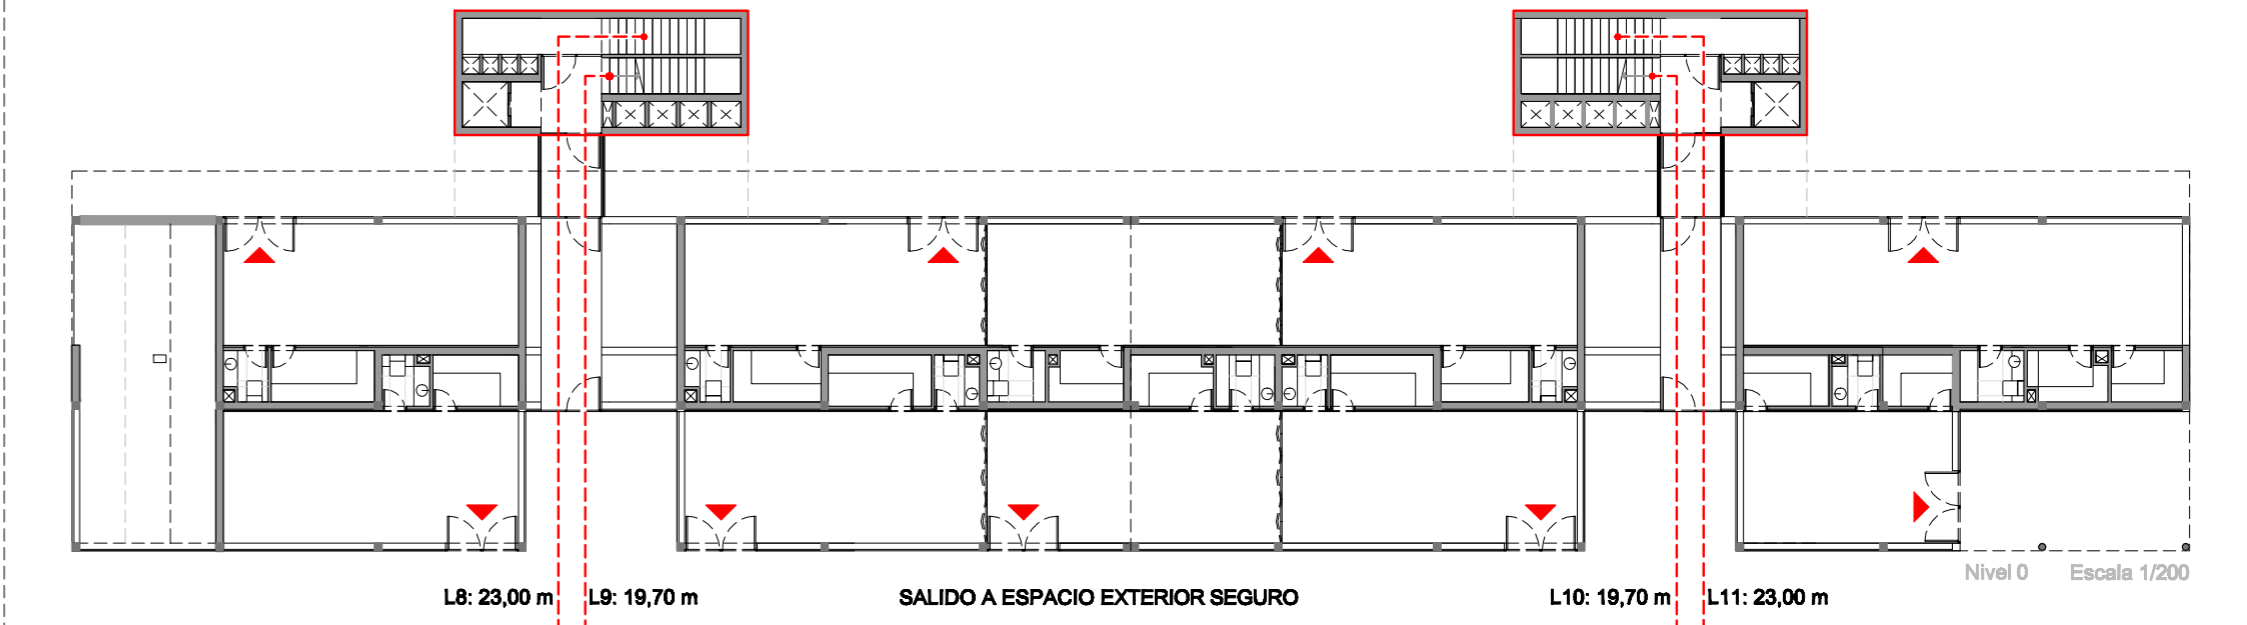 Nivel 0 Escala 1/200
L8: 23,00 m L9: 19,70 m SALIDO A ESPACIO EXTERIOR SEGURO L10: 19,70 m L11: 23,00 m